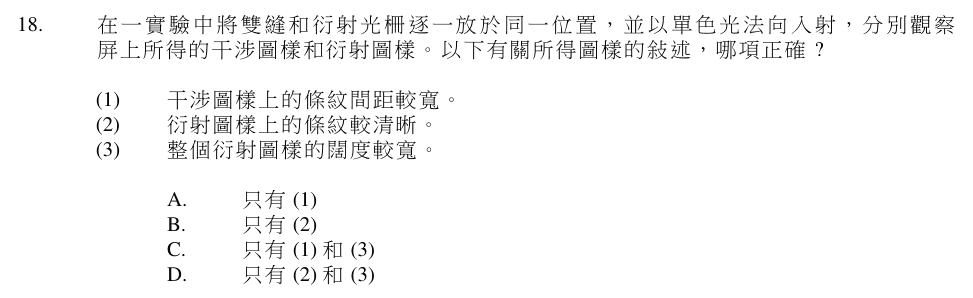 18. 在一實驗中將雙縫和衍射光柵逐一放於同一位置，並以單色光法向入射，分別觀察
屏上所得的干涉圖樣和衍射圖樣。以下有關所得圖樣的敍述，哪項正確？
(1) 干涉圖樣上的條紋間距較寬。
(2) 衍射圖樣上的條紋較清晰。
(3) 整個衍射圖樣的闊度較寬。
A. 只有 (1)
B. 只有 (2)
C. 只有 (1) 和 (3)
D. 只有 (2) 和 (3)